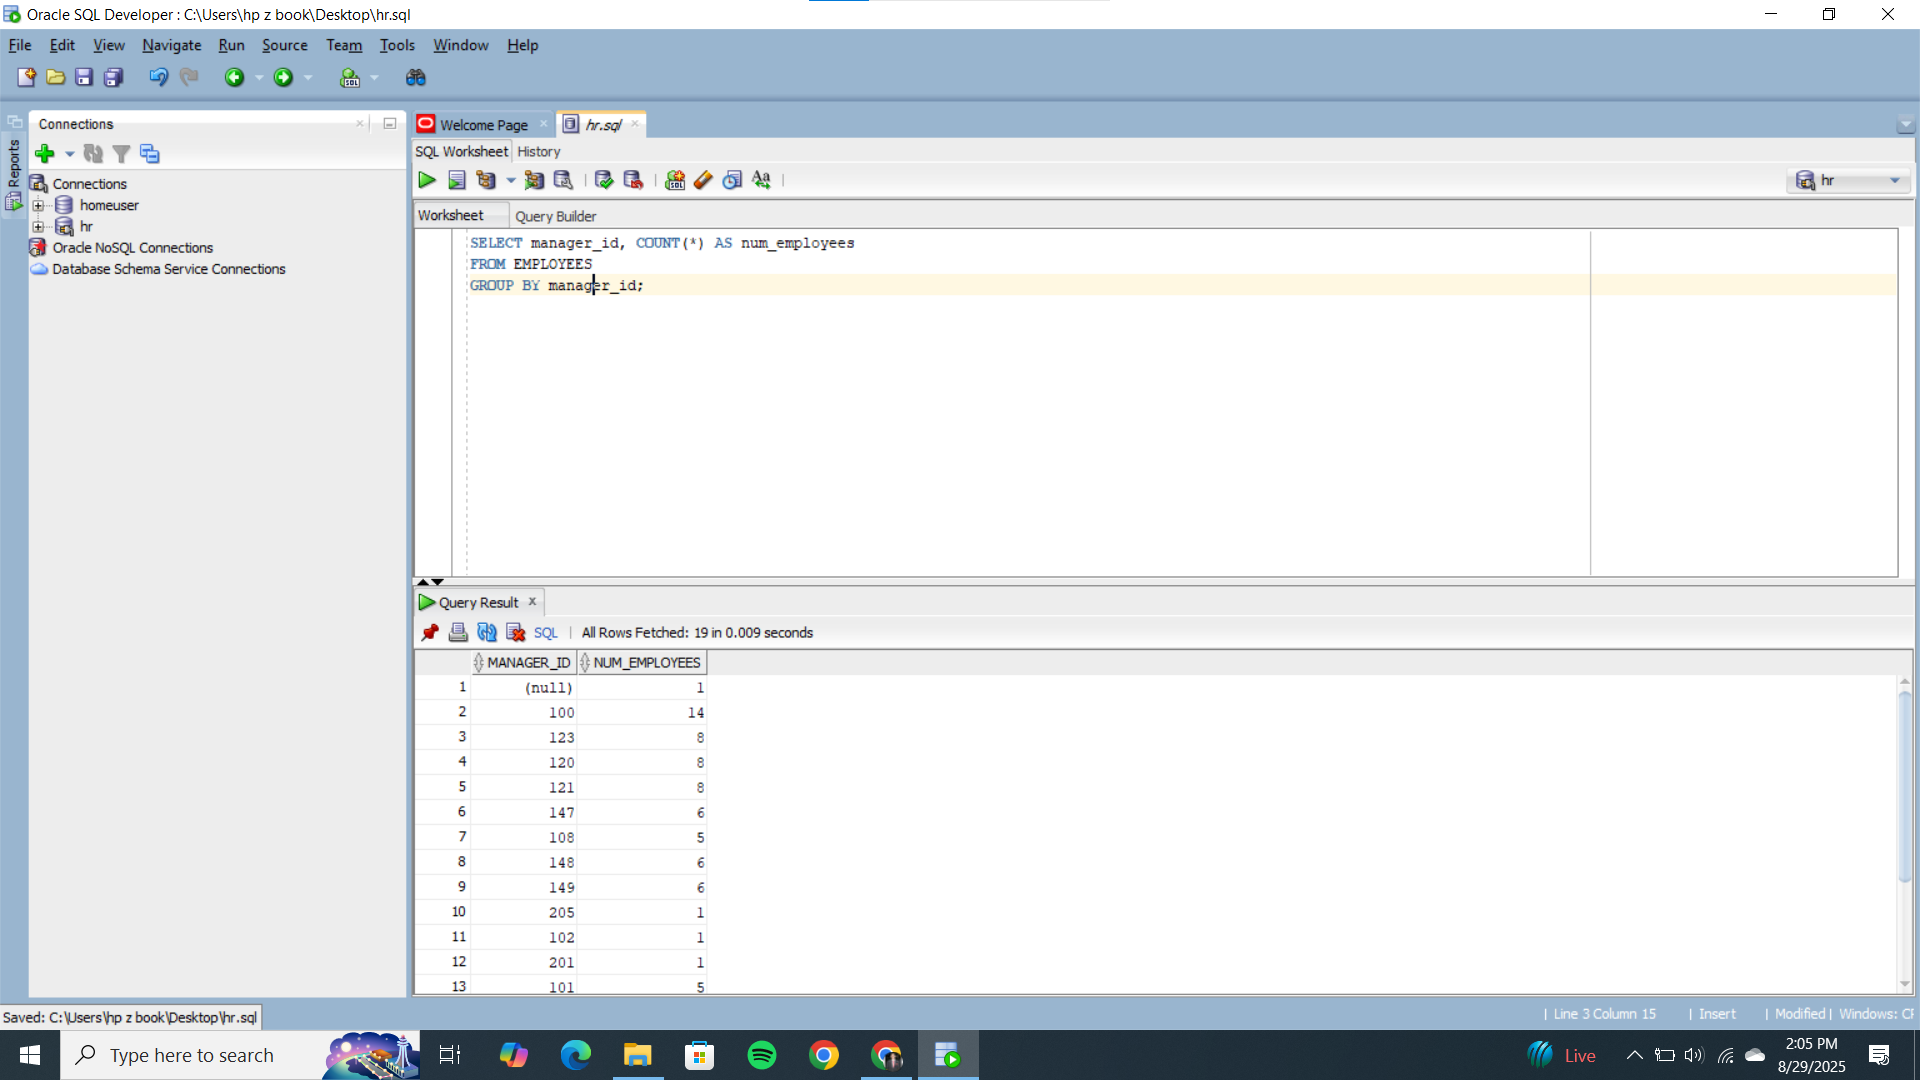 Oracle SQL Developer : C:\Users\hp z book\Desktop\hr.sql
File Edit View Navigate Run Source Team Tools Window Help
Connections
Reports
Connections
homeuser
hr
Oracle NoSQL Connections
Database Schema Service Connections
Welcome Page
hr.sql
SQL Worksheet History
hr
Worksheet Query Builder
SELECT manager_id, COUNT(*) AS num_employees
FROM EMPLOYEES
GROUP BY manager_id;
Query Result
SQL | All Rows Fetched: 19 in 0.009 seconds
MANAGER_ID NUM_EMPLOYEES
1 (null) 1
2 100 14
3 123 8
4 120 8
5 121 8
6 147 6
7 108 5
8 148 6
9 149 6
10 205 1
11 102 1
12 201 1
13 101 5
Saved: C:\Users\hp z book\Desktop\hr.sql
| Line 3 Column 15 | Insert | Modified | Windows: CF
Type here to search
Live
2:05 PM
8/29/2025